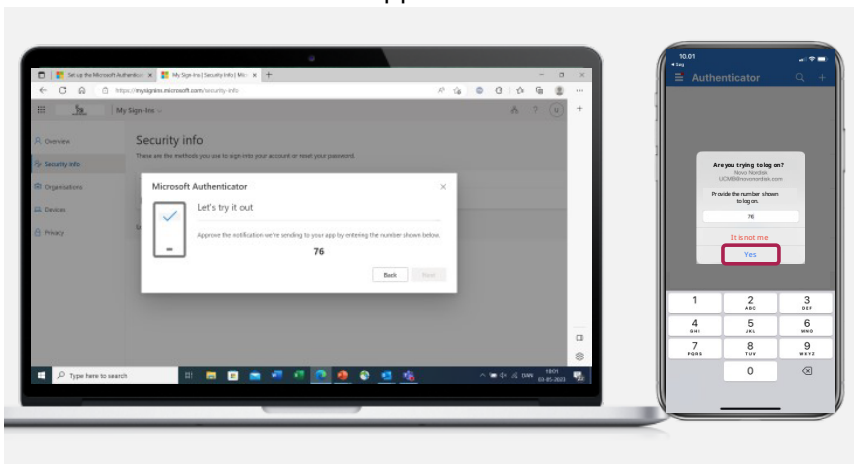 Set up the Microsoft Authentica
My Sign-Ins | Security Info | Mic
https://mysignins.microsoft.com/security-info
My Sign-Ins
?
U
Overview
Security info
Organisations
Devices
Privacy
Security info
These are the methods you use to sign into your account or reset your password.
Microsoft Authenticator
Let's try it out
Approve the notification we're sending to your app by entering the number shown below.
76
Back
Next
Type here to search
DAN
10:01
03-05-2023
10.01
Authenticator
Are you trying to log on?
Novo Nordisk
Provide the number shown
to log on.
76
It is not me
Yes
1
2
ABC
3
DEF
4
GHI
5
JKL
6
MNO
7
PQRS
8
TUV
9
WXYZ
0